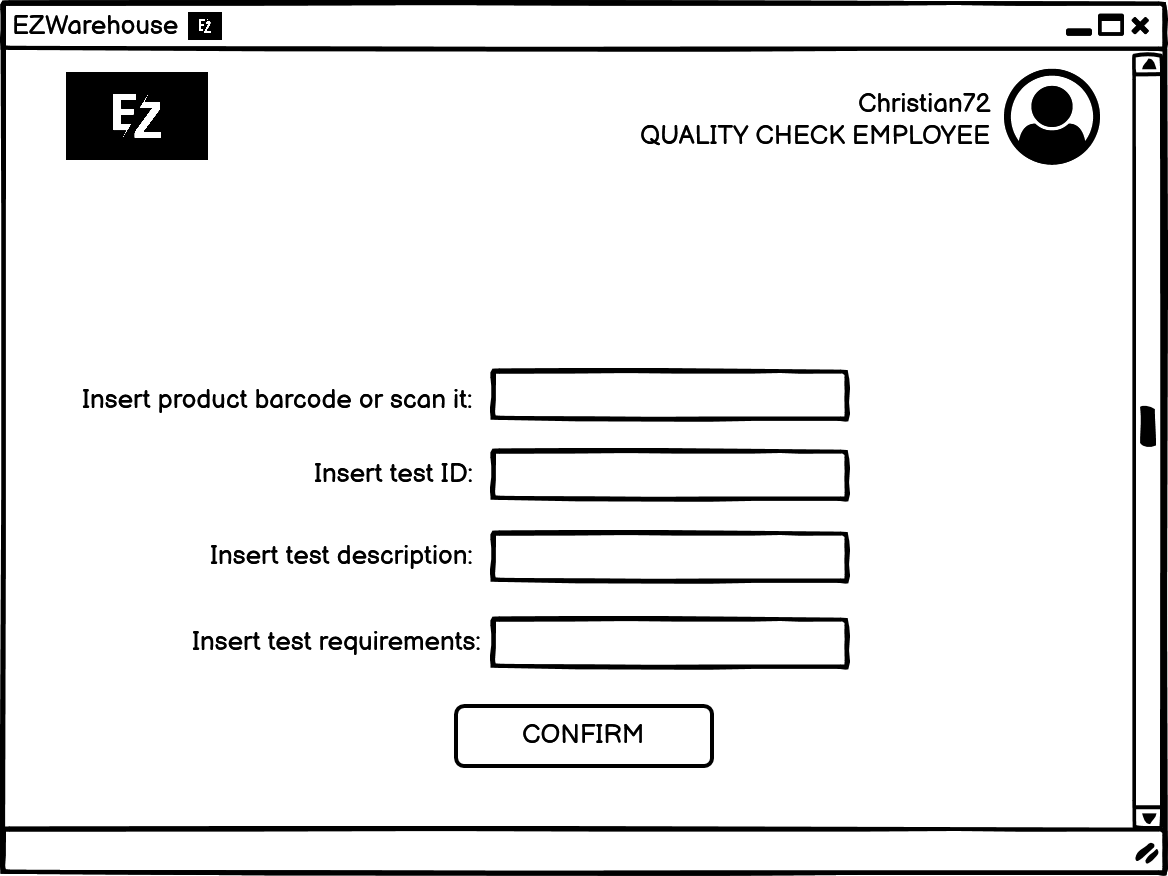 EZWarehouse EZ
EZ
Christian72
QUALITY CHECK EMPLOYEE
Insert product barcode or scan it:
Insert test ID:
Insert test description:
Insert test requirements:
CONFIRM